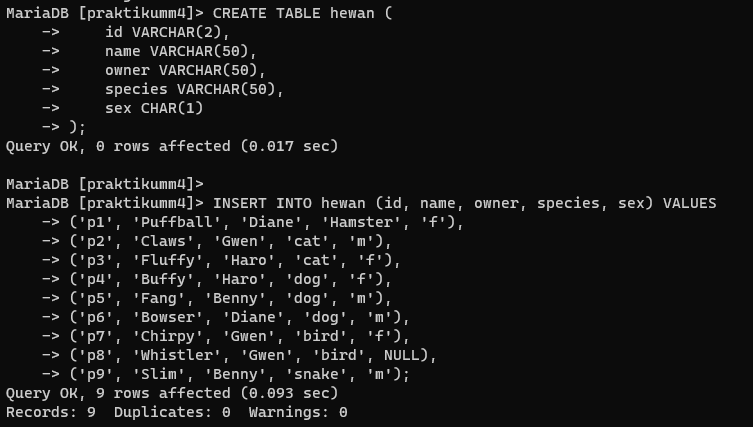 MariaDB [praktikumm4]> CREATE TABLE hewan (
    ->     id VARCHAR(2),
    ->     name VARCHAR(50),
    ->     owner VARCHAR(50),
    ->     species VARCHAR(50),
    ->     sex CHAR(1)
    -> );
Query OK, 0 rows affected (0.017 sec)

MariaDB [praktikumm4]>
MariaDB [praktikumm4]> INSERT INTO hewan (id, name, owner, species, sex) VALUES
    -> ('p1', 'Puffball', 'Diane', 'Hamster', 'f'),
    -> ('p2', 'Claws', 'Gwen', 'cat', 'm'),
    -> ('p3', 'Fluffy', 'Haro', 'cat', 'f'),
    -> ('p4', 'Buffy', 'Haro', 'dog', 'f'),
    -> ('p5', 'Fang', 'Benny', 'dog', 'm'),
    -> ('p6', 'Bowser', 'Diane', 'dog', 'm'),
    -> ('p7', 'Chirpy', 'Gwen', 'bird', 'f'),
    -> ('p8', 'Whistler', 'Gwen', 'bird', NULL),
    -> ('p9', 'Slim', 'Benny', 'snake', 'm');
Query OK, 9 rows affected (0.093 sec)
Records: 9  Duplicates: 0  Warnings: 0